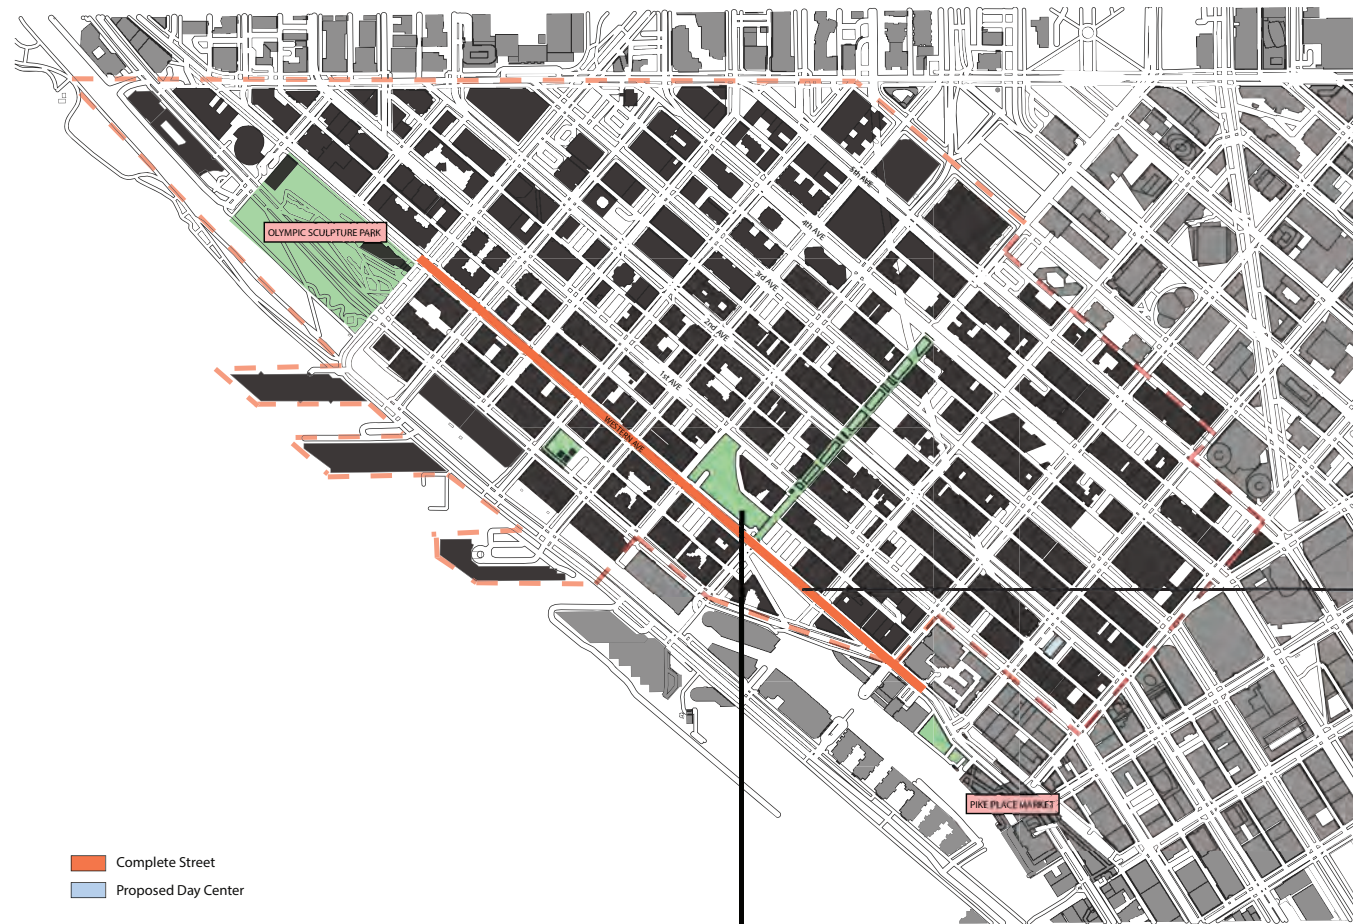 5th AVE
4th AVE
OLYMPIC SCULPTURE PARK
3rd AVE
2nd AVE
1st AVE
WESTERN AVE
PIKE PLACE MARKET
Complete Street
Proposed Day Center